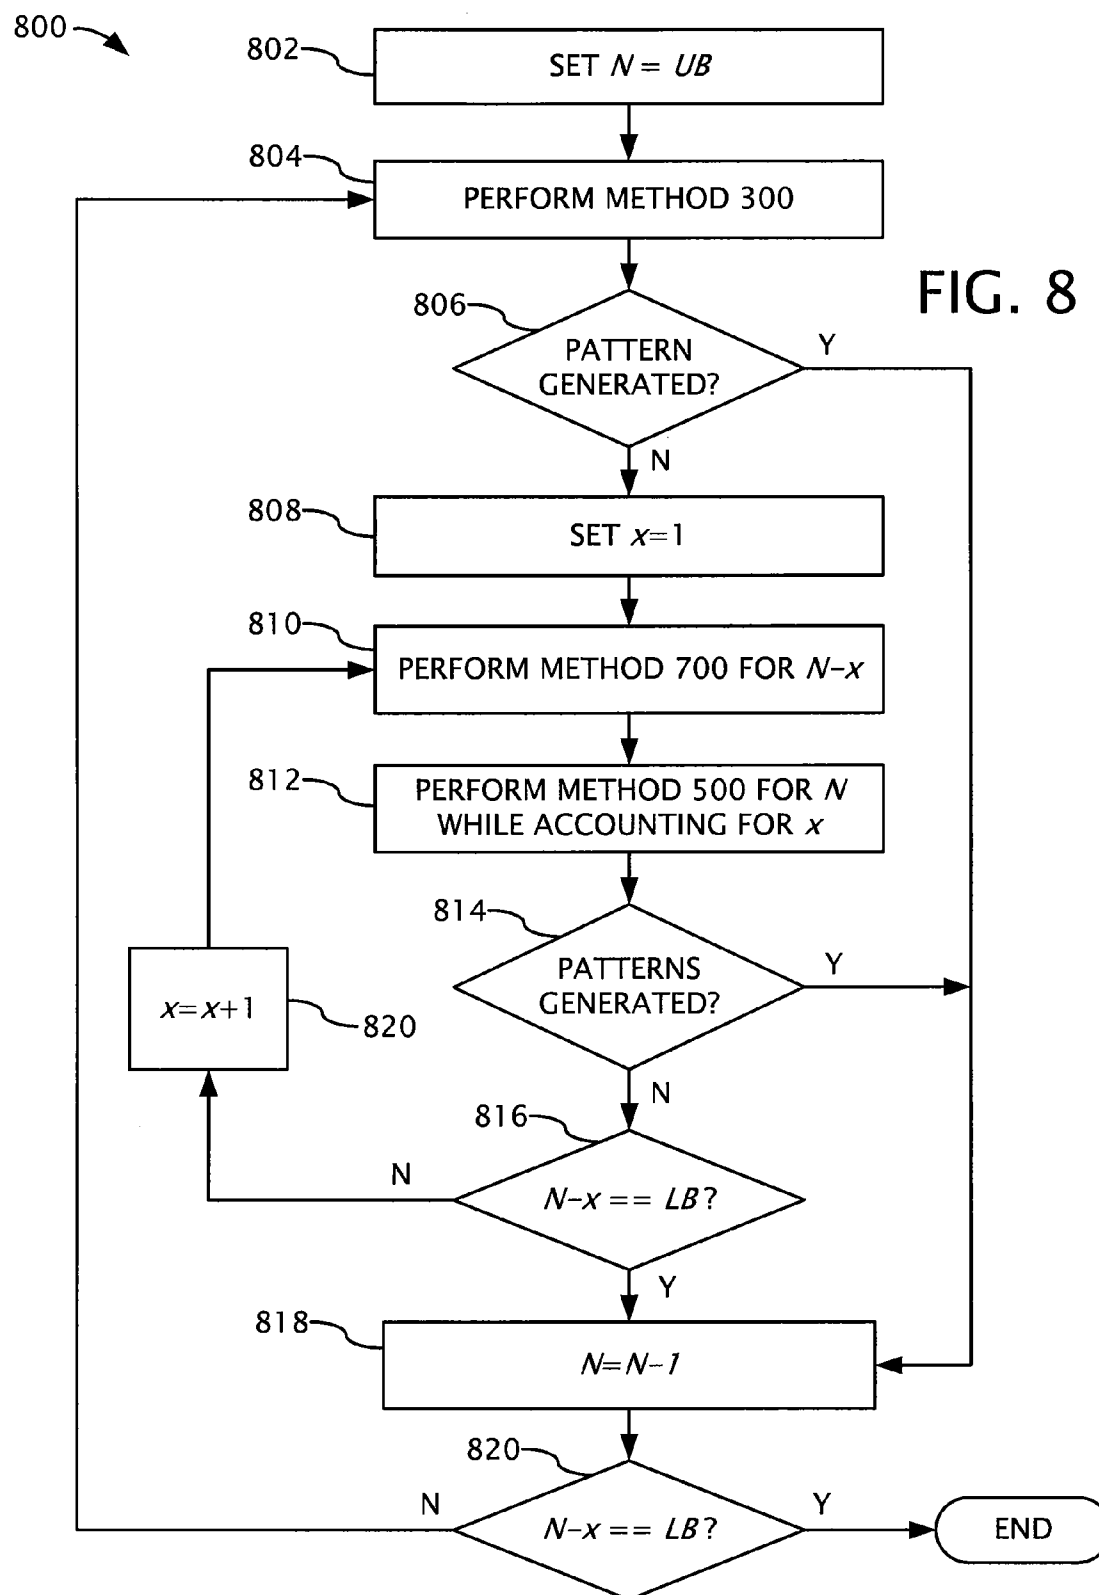 800
802
SET N = UB
804
PERFORM METHOD 300
FIG. 8
806
PATTERN
GENERATED?
Y
N
808
SET x=1
810
PERFORM METHOD 700 FOR N-x
812
PERFORM METHOD 500 FOR N
WHILE ACCOUNTING FOR x
814
PATTERNS
GENERATED?
Y
x=x+1
820
N
816
N
N-x == LB?
Y
818
N=N-1
820
N
N-x == LB?
Y
END